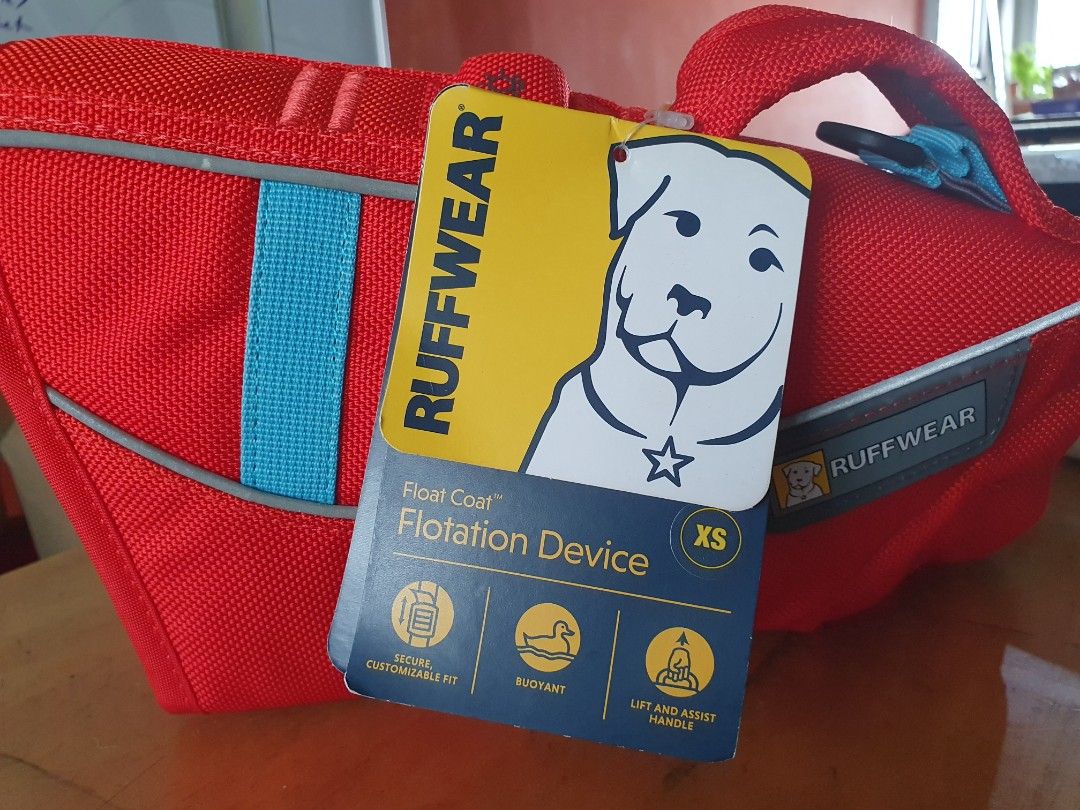 RUFFWEAR®
Float Coat™
Flotation Device
XS
SECURE,
CUSTOMIZABLE FIT
BUOYANT
LIFT AND ASSIST
HANDLE
RUFFWEAR